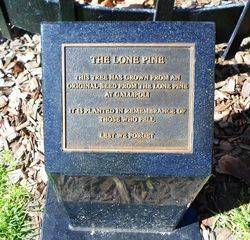 THE LONE PINE
THIS TREE HAS GROWN FROM AN
ORIGINAL SEED FROM THE LONE PINE
AT GALLIPOLI
IT IS PLANTED IN REMEMBRANCE OF
THOSE WHO FELL
LEST WE FORGET